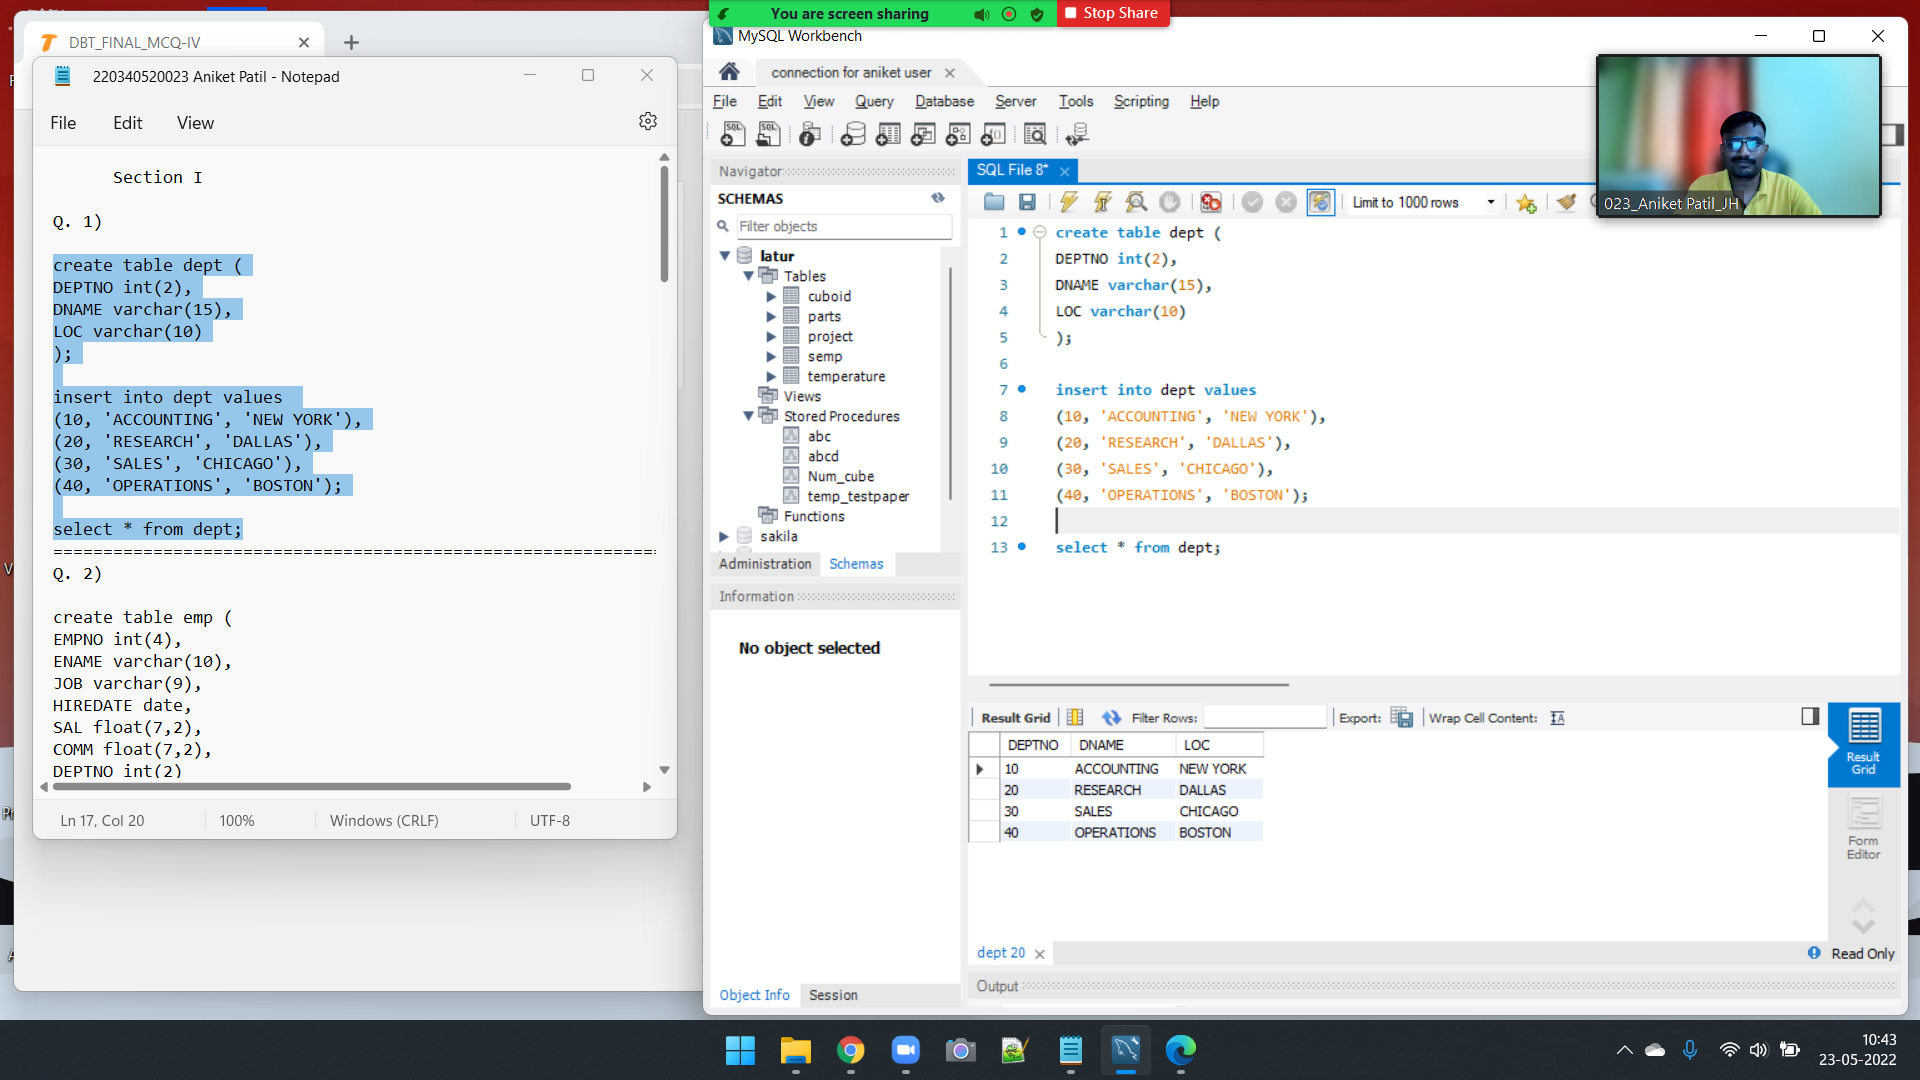 You are screen sharing
Stop Share
DBT_FINAL_MCQ-IV
220340520023 Aniket Patil - Notepad
File Edit View
Section I
Q. 1)
create table dept (
DEPTNO int(2),
DNAME varchar(15),
LOC varchar(10)
);
insert into dept values
(10, 'ACCOUNTING', 'NEW YORK'),
(20, 'RESEARCH', 'DALLAS'),
(30, 'SALES', 'CHICAGO'),
(40, 'OPERATIONS', 'BOSTON');
select * from dept;
=============================================================
Q. 2)
create table emp (
EMPNO int(4),
ENAME varchar(10),
JOB varchar(9),
HIREDATE date,
SAL float(7,2),
COMM float(7,2),
DEPTNO int(2)
Ln 17, Col 20 100% Windows (CRLF) UTF-8
MySQL Workbench
connection for aniket user
File Edit View Query Database Server Tools Scripting Help
Navigator
SCHEMAS
Filter objects
latur
Tables
cuboid
parts
project
semp
temperature
Views
Stored Procedures
abc
abcd
Num_cube
temp_testpaper
Functions
sakila
Administration Schemas
Information
No object selected
Object Info Session
SQL File 8*
Limit to 1000 rows
1 create table dept (
2 DEPTNO int(2),
3 DNAME varchar(15),
4 LOC varchar(10)
5 );
6
7 insert into dept values
8 (10, 'ACCOUNTING', 'NEW YORK'),
9 (20, 'RESEARCH', 'DALLAS'),
10 (30, 'SALES', 'CHICAGO'),
11 (40, 'OPERATIONS', 'BOSTON');
12
13 select * from dept;
Result Grid Filter Rows: Export: Wrap Cell Content:
DEPTNO DNAME LOC
10 ACCOUNTING NEW YORK
20 RESEARCH DALLAS
30 SALES CHICAGO
40 OPERATIONS BOSTON
Result
Grid
Form
Editor
dept 20
Read Only
Output
023_Aniket Patil_JH
10:43
23-05-2022